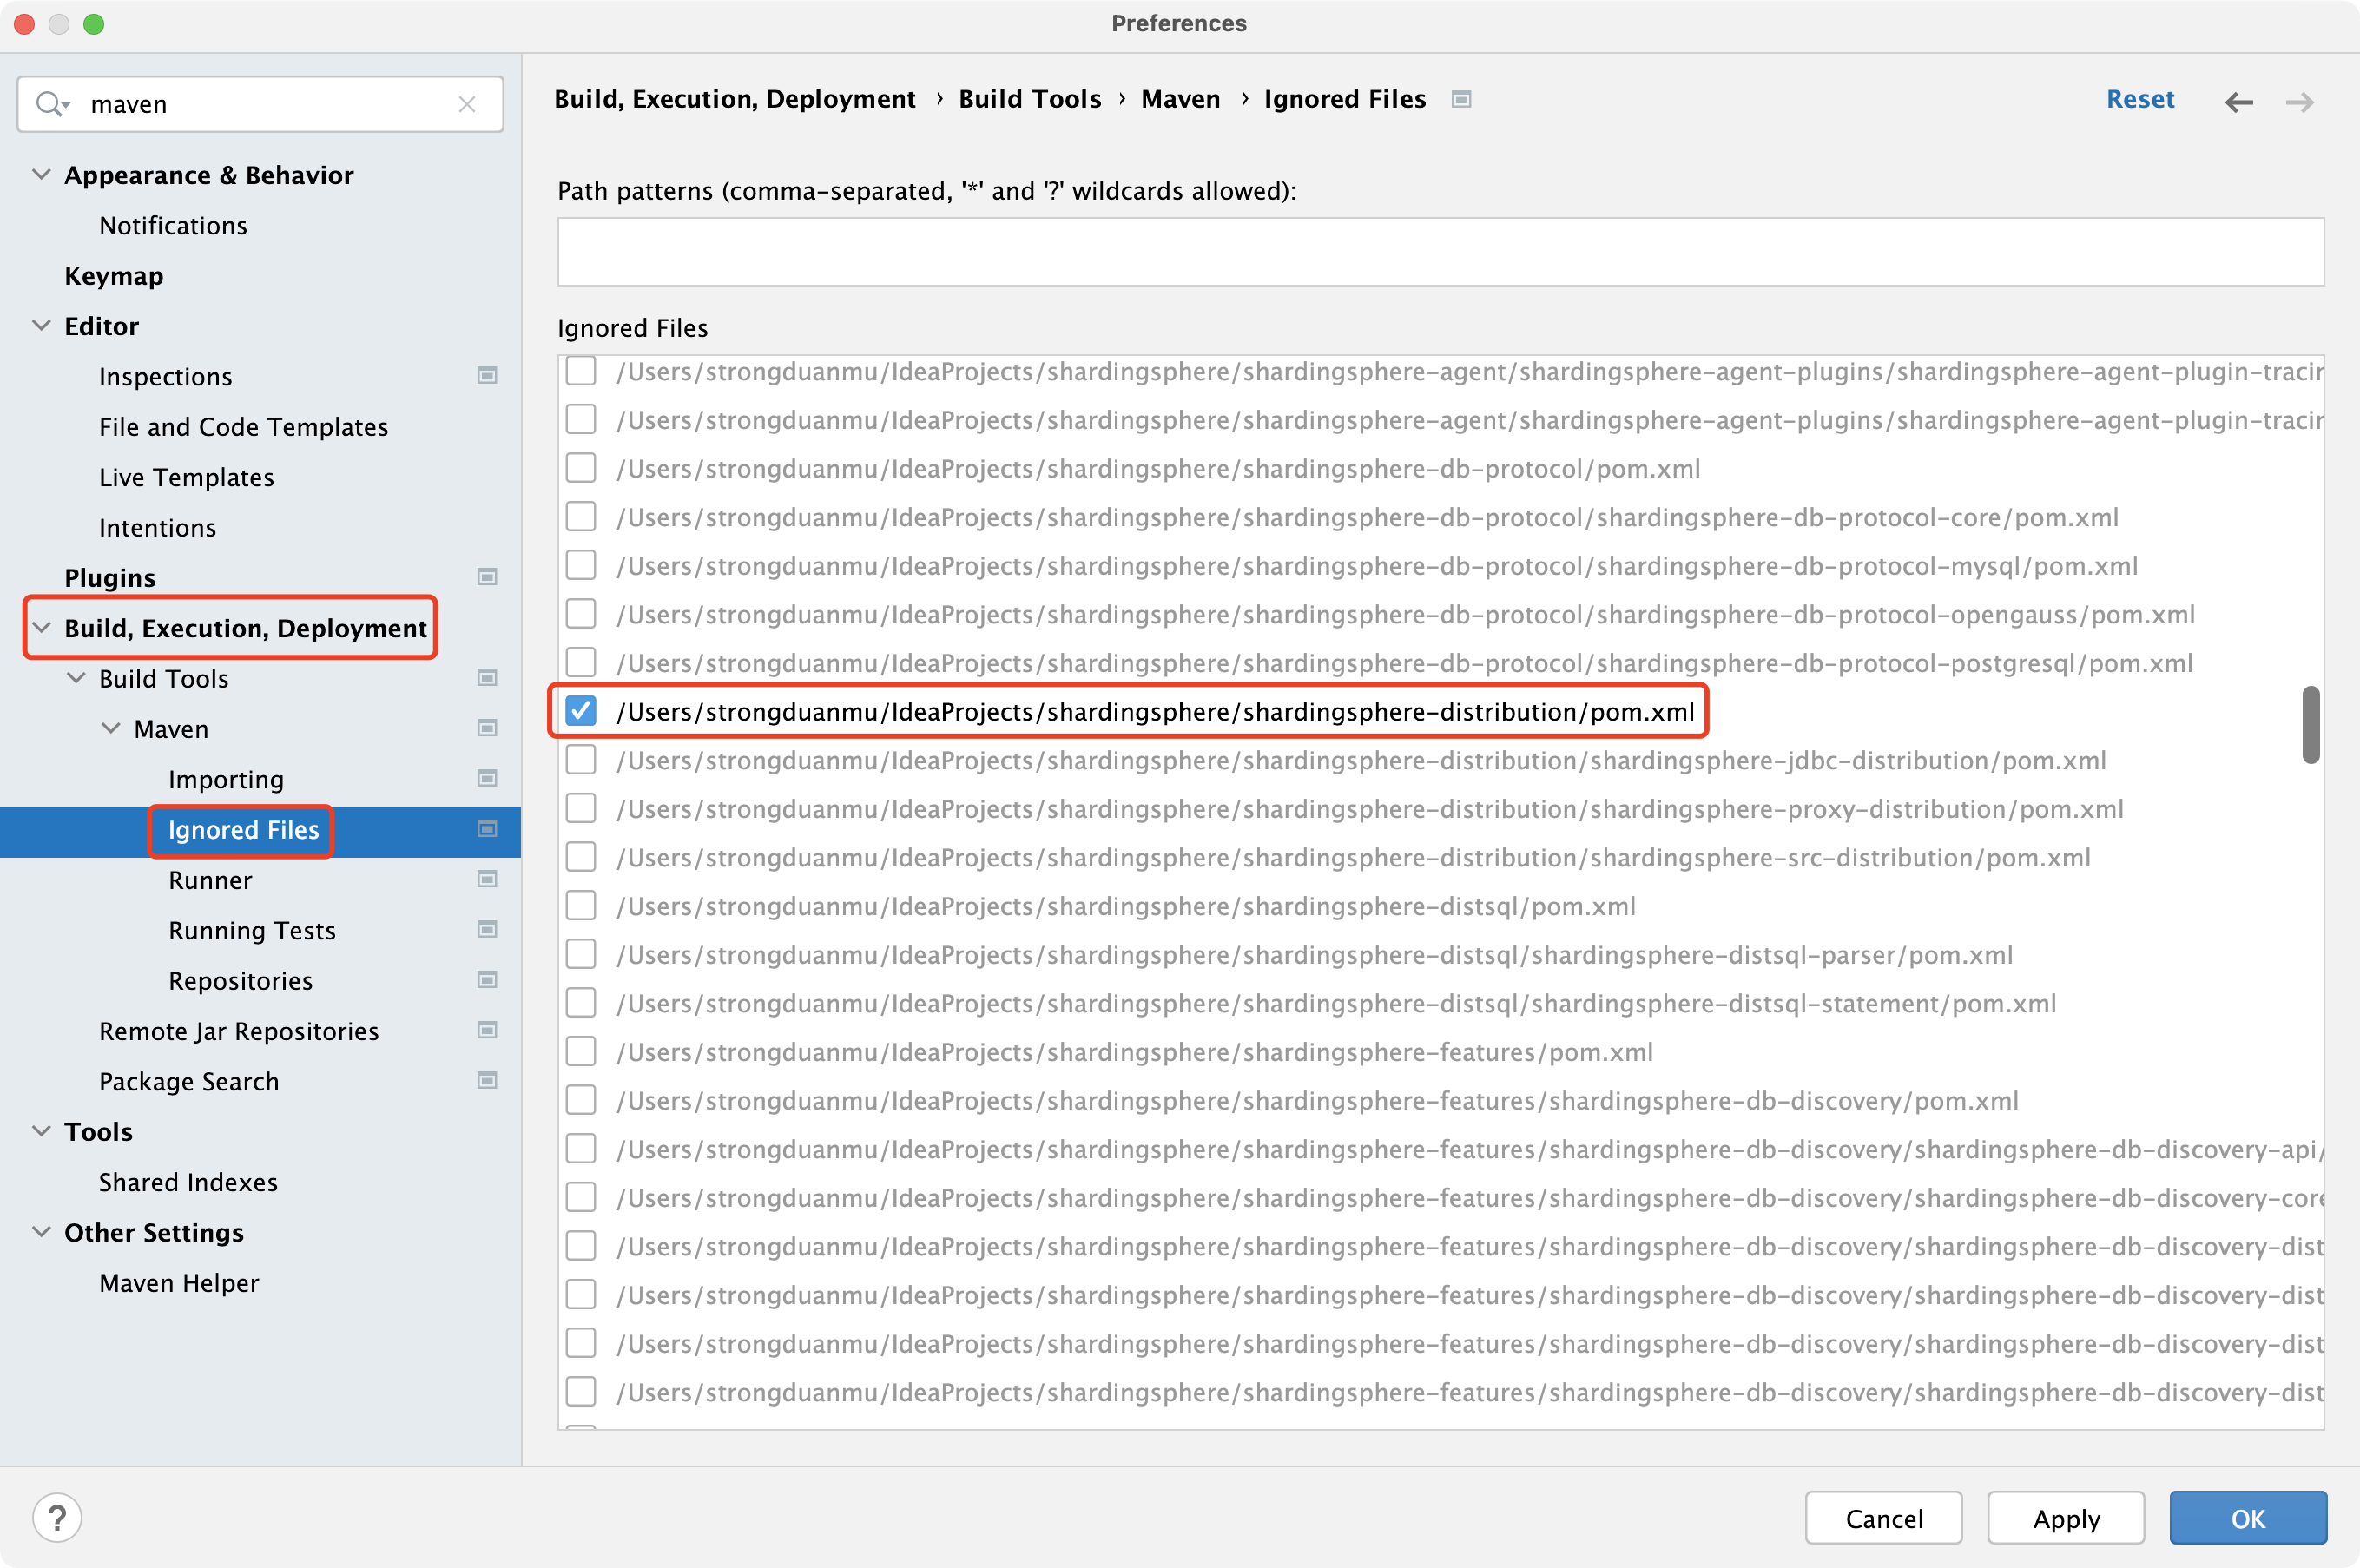 Preferences
maven
Appearance & Behavior
Notifications
Keymap
Editor
Inspections
File and Code Templates
Live Templates
Intentions
Plugins
Build, Execution, Deployment
Build Tools
Maven
Importing
Ignored Files
Runner
Running Tests
Repositories
Remote Jar Repositories
Package Search
Tools
Shared Indexes
Other Settings
Maven Helper
Build, Execution, Deployment › Build Tools › Maven › Ignored Files
Reset
Path patterns (comma-separated, '*' and '?' wildcards allowed):
Ignored Files
/Users/strongduanmu/IdeaProjects/shardingsphere/shardingsphere-agent/shardingsphere-agent-plugins/shardingsphere-agent-plugin-tracin
/Users/strongduanmu/IdeaProjects/shardingsphere/shardingsphere-agent/shardingsphere-agent-plugins/shardingsphere-agent-plugin-tracin
/Users/strongduanmu/IdeaProjects/shardingsphere/shardingsphere-db-protocol/pom.xml
/Users/strongduanmu/IdeaProjects/shardingsphere/shardingsphere-db-protocol/shardingsphere-db-protocol-core/pom.xml
/Users/strongduanmu/IdeaProjects/shardingsphere/shardingsphere-db-protocol/shardingsphere-db-protocol-mysql/pom.xml
/Users/strongduanmu/IdeaProjects/shardingsphere/shardingsphere-db-protocol/shardingsphere-db-protocol-opengauss/pom.xml
/Users/strongduanmu/IdeaProjects/shardingsphere/shardingsphere-db-protocol/shardingsphere-db-protocol-postgresql/pom.xml
/Users/strongduanmu/IdeaProjects/shardingsphere/shardingsphere-distribution/pom.xml
/Users/strongduanmu/IdeaProjects/shardingsphere/shardingsphere-distribution/shardingsphere-jdbc-distribution/pom.xml
/Users/strongduanmu/IdeaProjects/shardingsphere/shardingsphere-distribution/shardingsphere-proxy-distribution/pom.xml
/Users/strongduanmu/IdeaProjects/shardingsphere/shardingsphere-distribution/shardingsphere-src-distribution/pom.xml
/Users/strongduanmu/IdeaProjects/shardingsphere/shardingsphere-distsql/pom.xml
/Users/strongduanmu/IdeaProjects/shardingsphere/shardingsphere-distsql/shardingsphere-distsql-parser/pom.xml
/Users/strongduanmu/IdeaProjects/shardingsphere/shardingsphere-distsql/shardingsphere-distsql-statement/pom.xml
/Users/strongduanmu/IdeaProjects/shardingsphere/shardingsphere-features/pom.xml
/Users/strongduanmu/IdeaProjects/shardingsphere/shardingsphere-features/shardingsphere-db-discovery/pom.xml
/Users/strongduanmu/IdeaProjects/shardingsphere/shardingsphere-features/shardingsphere-db-discovery/shardingsphere-db-discovery-api/
/Users/strongduanmu/IdeaProjects/shardingsphere/shardingsphere-features/shardingsphere-db-discovery/shardingsphere-db-discovery-core
/Users/strongduanmu/IdeaProjects/shardingsphere/shardingsphere-features/shardingsphere-db-discovery/shardingsphere-db-discovery-dist
/Users/strongduanmu/IdeaProjects/shardingsphere/shardingsphere-features/shardingsphere-db-discovery/shardingsphere-db-discovery-dist
/Users/strongduanmu/IdeaProjects/shardingsphere/shardingsphere-features/shardingsphere-db-discovery/shardingsphere-db-discovery-dist
/Users/strongduanmu/IdeaProjects/shardingsphere/shardingsphere-features/shardingsphere-db-discovery/shardingsphere-db-discovery-dist
?
Cancel
Apply
OK